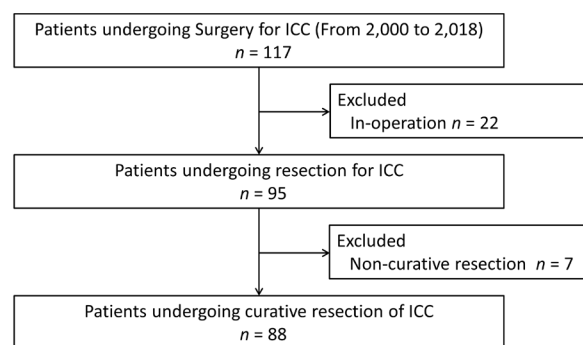 Patients undergoing Surgery for ICC (From 2,000 to 2,018)
n = 117
Excluded
In-operation n = 22
Patients undergoing resection for ICC
n = 95
Excluded
Non-curative resection n = 7
Patients undergoing curative resection of ICC
n = 88